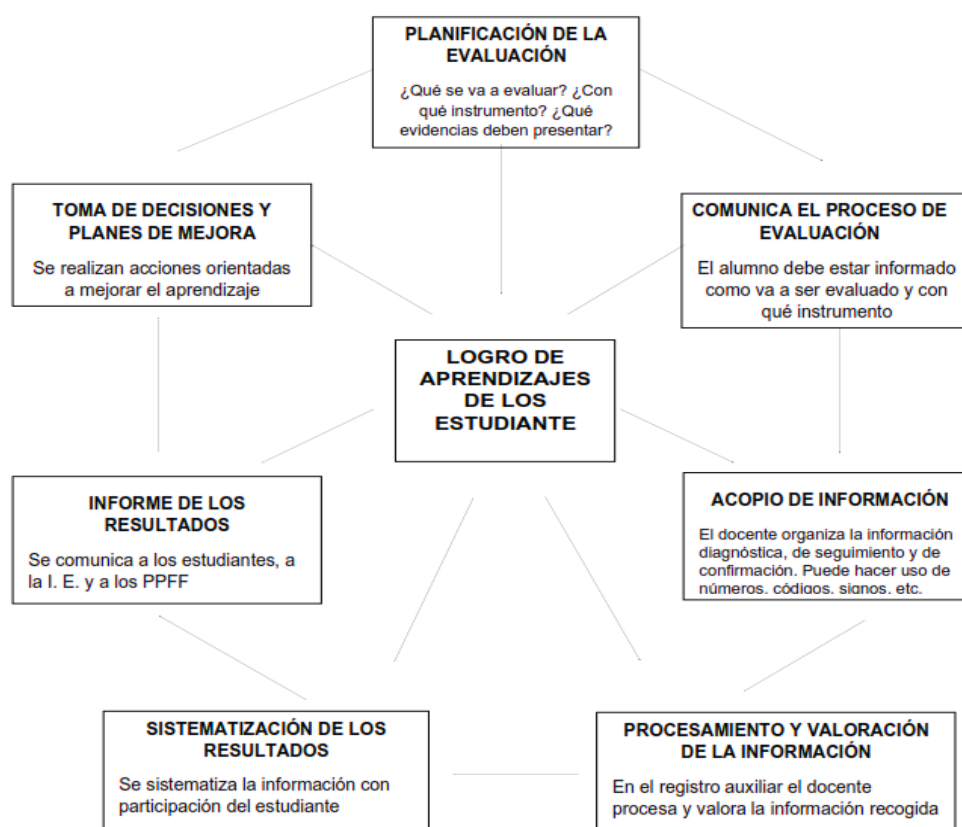 PLANIFICACIÓN DE LA
EVALUACIÓN
¿Qué se va a evaluar? ¿Con
qué instrumento? ¿Qué
evidencias deben presentar?
TOMA DE DECISIONES Y
PLANES DE MEJORA
Se realizan acciones orientadas
a mejorar el aprendizaje
COMUNICA EL PROCESO DE
EVALUACIÓN
El alumno debe estar informado
como va a ser evaluado y con
qué instrumento
LOGRO DE
APRENDIZAJES
DE LOS
ESTUDIANTE
INFORME DE LOS
RESULTADOS
Se comunica a los estudiantes, a
la I. E. y a los PPFF
ACOPIO DE INFORMACIÓN
El docente organiza la información
diagnóstica, de seguimiento y de
confirmación. Puede hacer uso de
números, códigos, signos, etc.
SISTEMATIZACIÓN DE LOS
RESULTADOS
Se sistematiza la información con
participación del estudiante
PROCESAMIENTO Y VALORACIÓN
DE LA INFORMACIÓN
En el registro auxiliar el docente
procesa y valora la información recogida